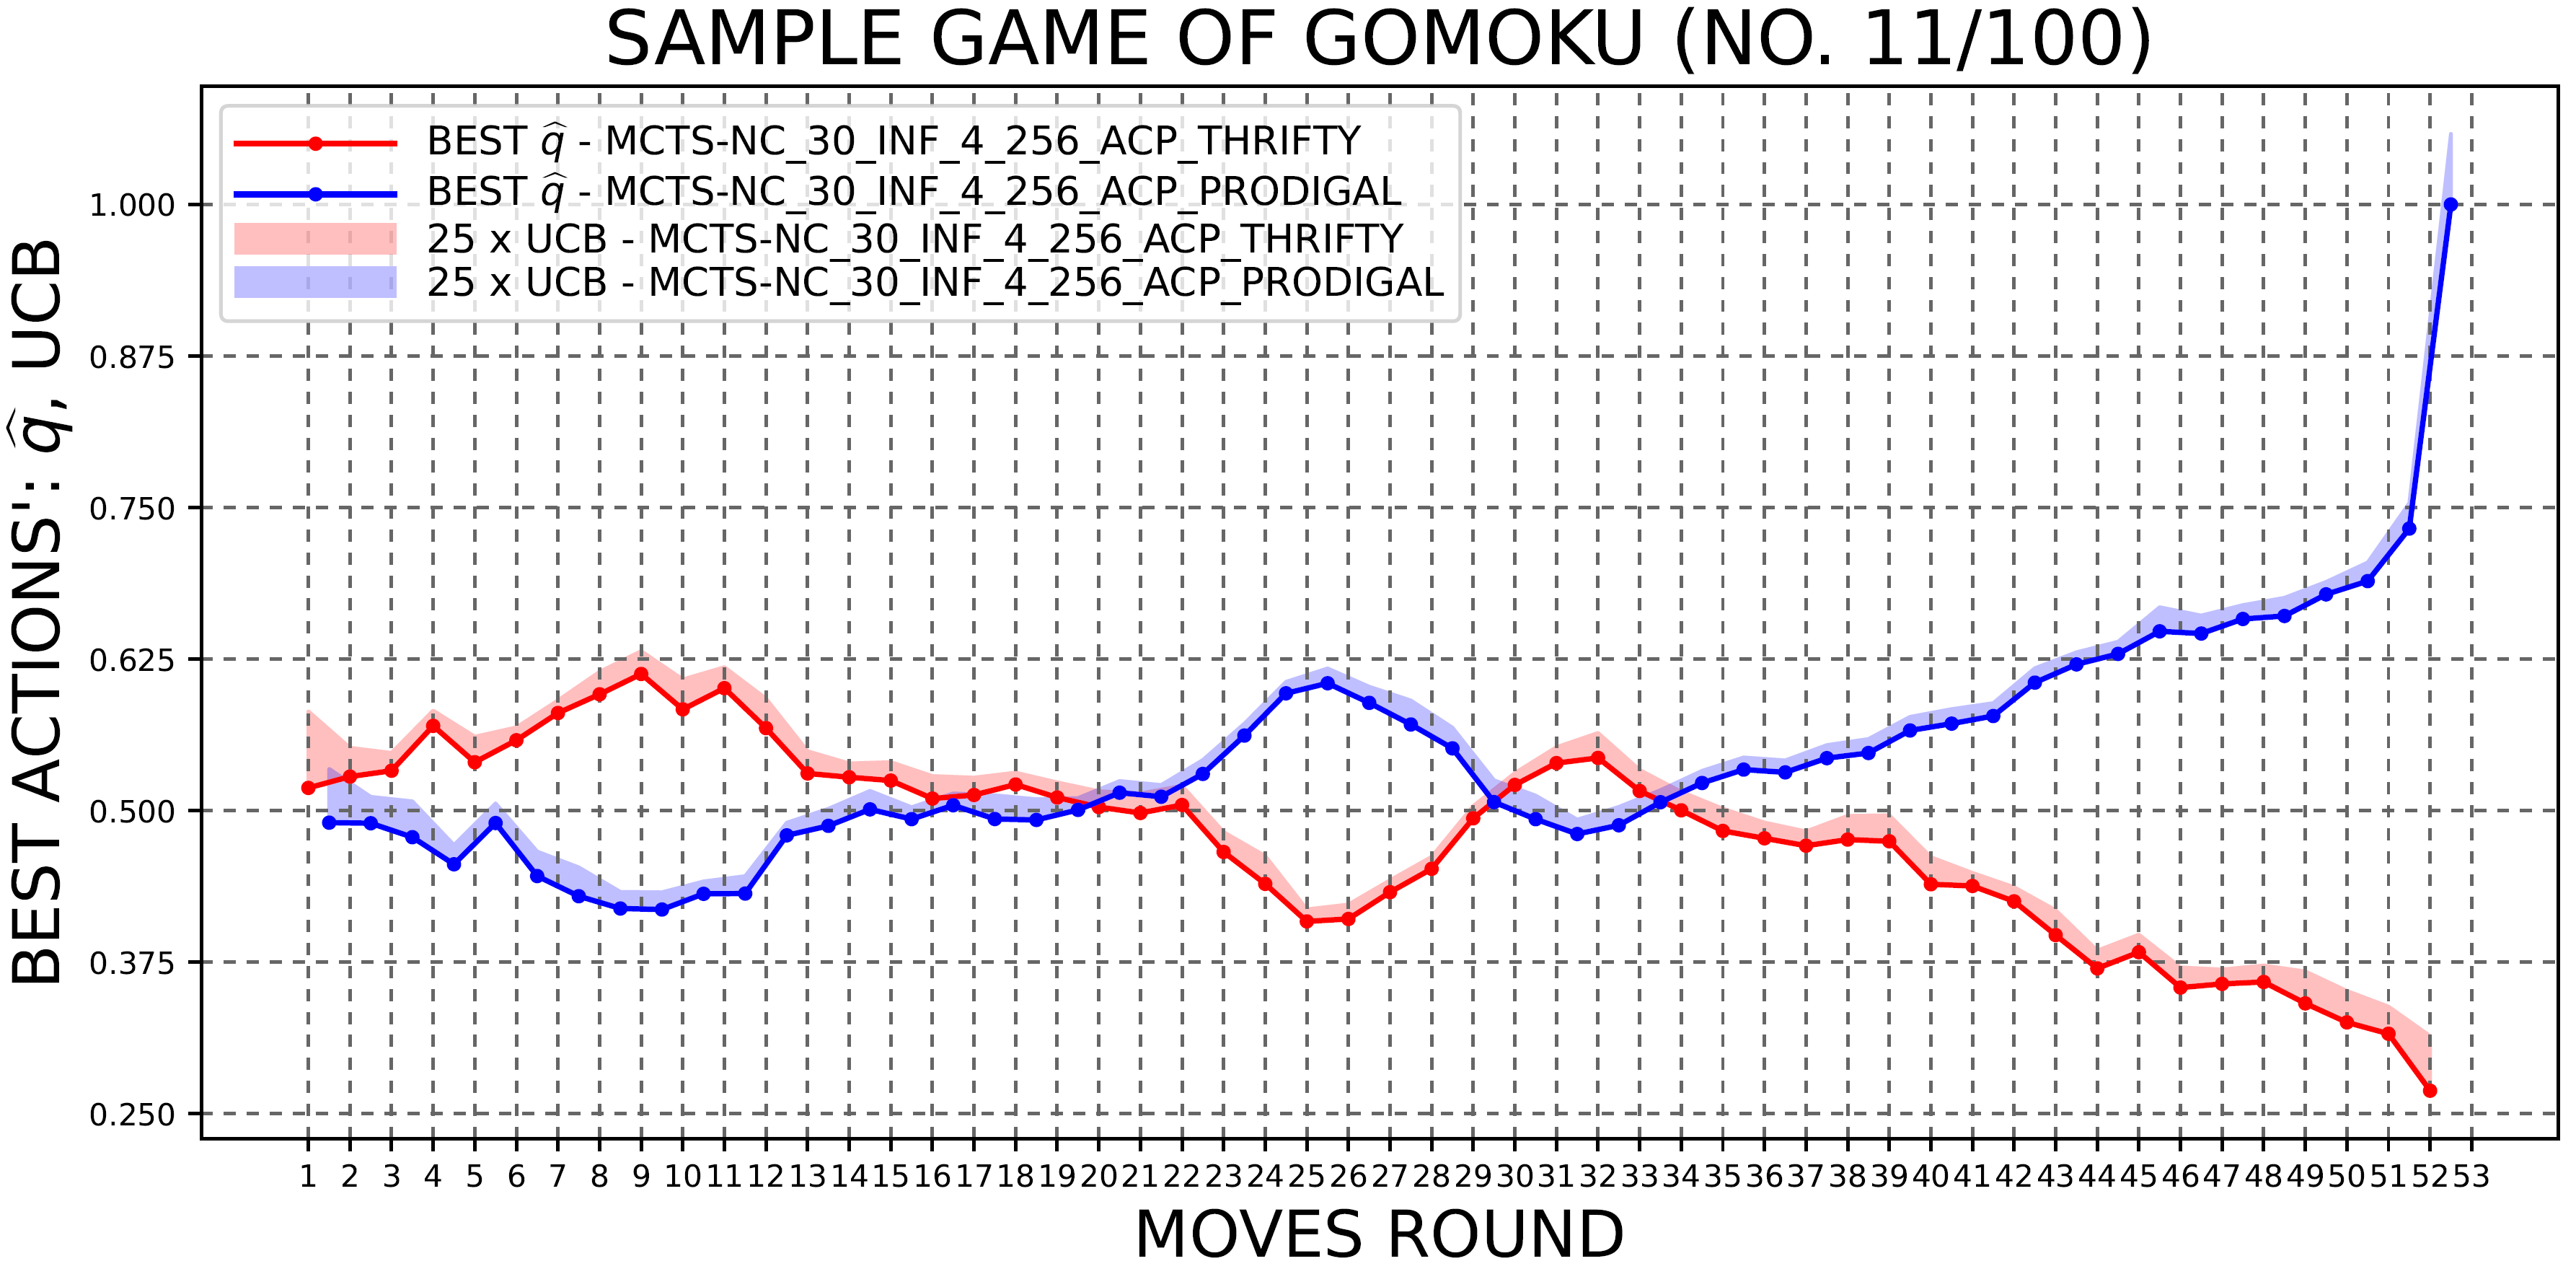 SAMPLE GAME OF GOMOKU (NO. 11/100)
BEST q̂ - MCTS-NC_30_INF_4_256_ACP_THRIFTY
BEST q̂ - MCTS-NC_30_INF_4_256_ACP_PRODIGAL
25 x UCB - MCTS-NC_30_INF_4_256_ACP_THRIFTY
25 x UCB - MCTS-NC_30_INF_4_256_ACP_PRODIGAL
BEST ACTIONS': q̂, UCB
1.000
0.875
0.750
0.625
0.500
0.375
0.250
1 2 3 4 5 6 7 8 9 10 11 12 13 14 15 16 17 18 19 20 21 22 23 24 25 26 27 28 29 30 31 32 33 34 35 36 37 38 39 40 41 42 43 44 45 46 47 48 49 50 51 52 53
MOVES ROUND